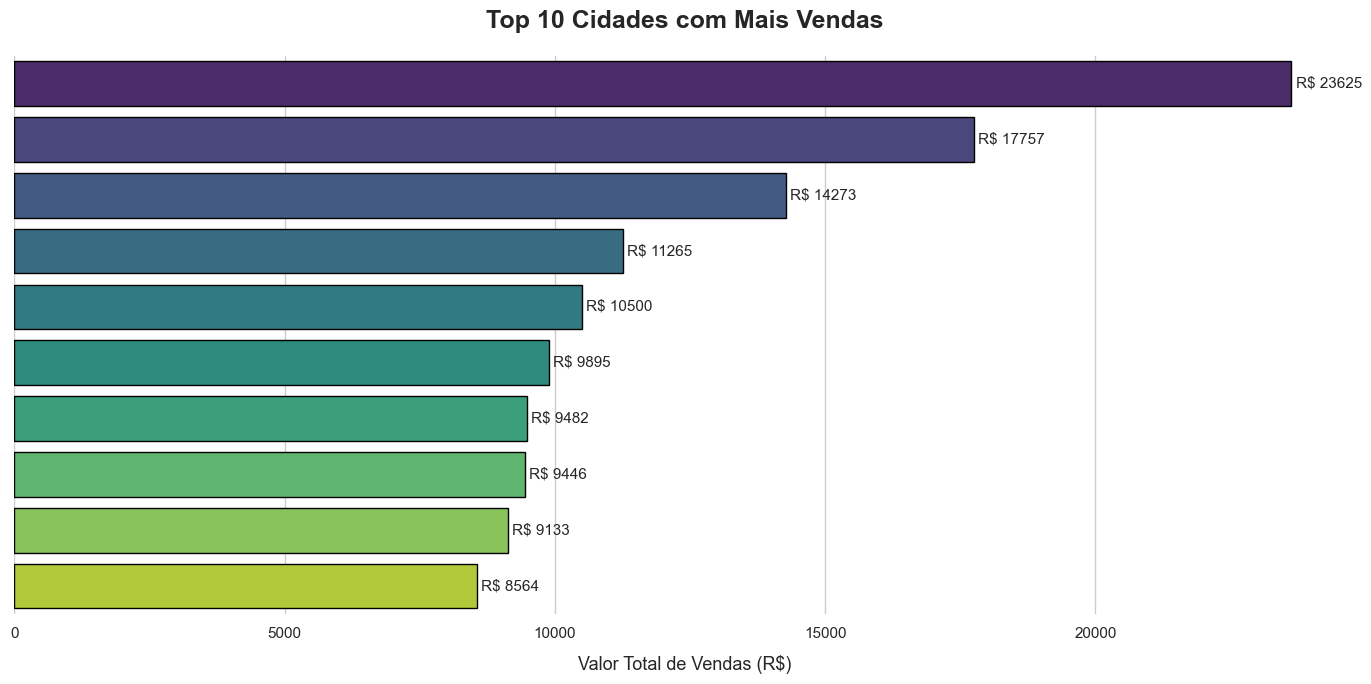 Top 10 Cidades com Mais Vendas
R$ 23625
R$ 17757
R$ 14273
R$ 11265
R$ 10500
R$ 9895
R$ 9482
R$ 9446
R$ 9133
R$ 8564
0 5000 10000 15000 20000
Valor Total de Vendas (R$)